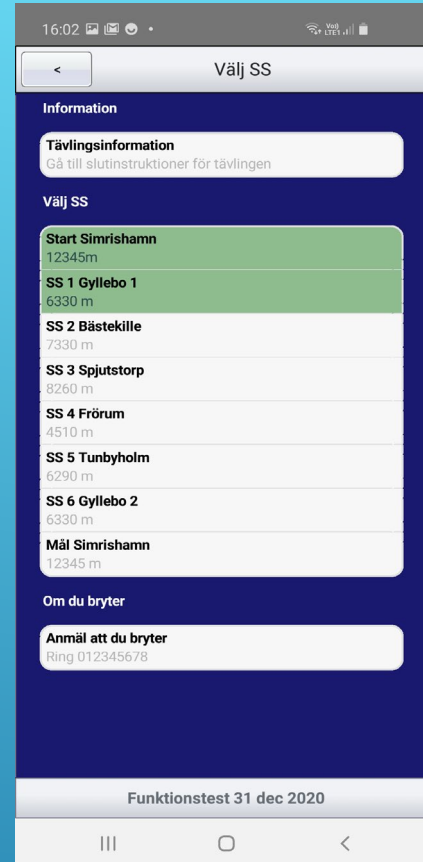 16:02
Vo)) LTE1
<
Välj SS
Information
Tävlingsinformation
Gå till slutinstruktioner för tävlingen
Välj SS
Start Simrishamn
12345m
SS 1 Gyllebo 1
6330 m
SS 2 Bästekille
7330 m
SS 3 Spjutstorp
8260 m
SS 4 Frörum
4510 m
SS 5 Tunbyholm
6290 m
SS 6 Gyllebo 2
6330 m
Mål Simrishamn
12345 m
Om du bryter
Anmäl att du bryter
Ring 012345678
Funktionstest 31 dec 2020